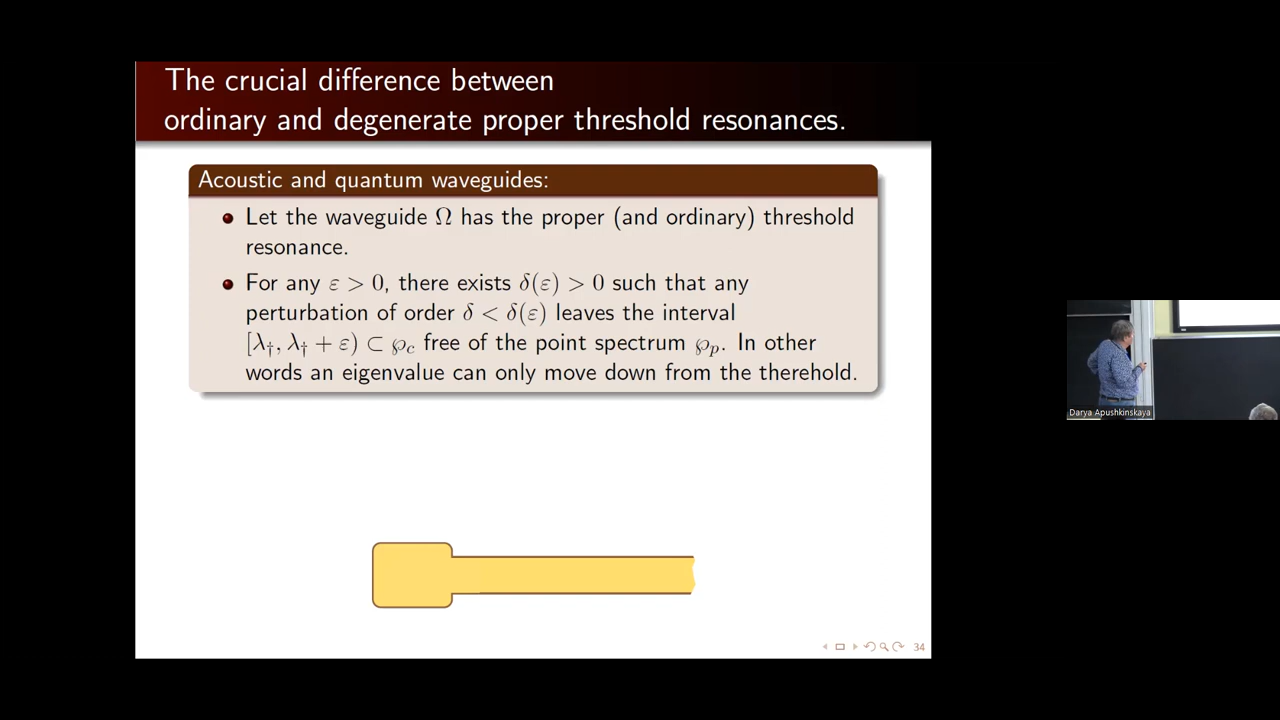 The crucial difference between
ordinary and degenerate proper threshold resonances.
Acoustic and quantum waveguides:
Let the waveguide Ω has the proper (and ordinary) threshold
resonance.
For any ε > 0, there exists δ(ε) > 0 such that any
perturbation of order δ < δ(ε) leaves the interval
[λ†, λ† + ε) ⊂ ℘c free of the point spectrum ℘p. In other
words an eigenvalue can only move down from the therehold.
Darya Apushkinskaya
34